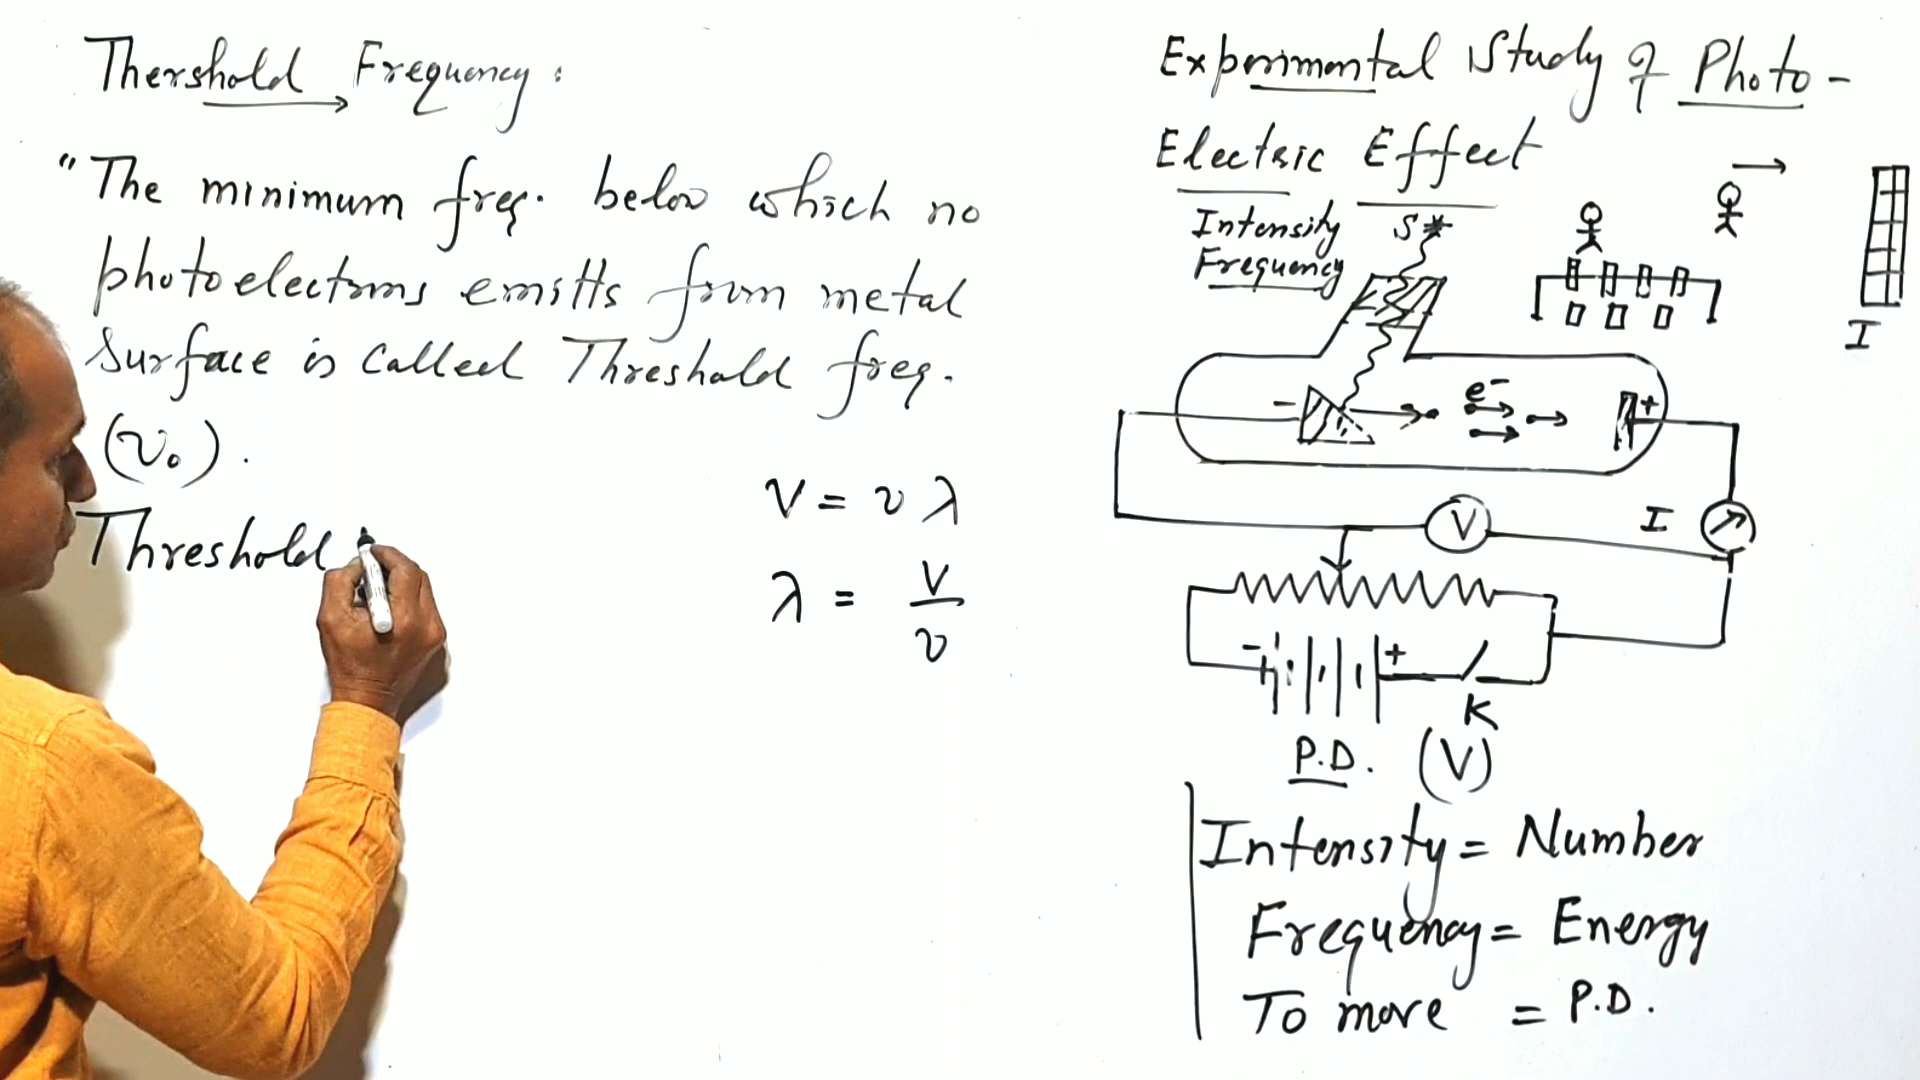 Thershold Frequency:
"The minimum freq. below which no
photoelectrons emitts from metal
surface is called Threshold freq.
(υ₀).
Threshold
V = υ λ
λ = V/υ
Experimental Study of Photo-
Electric Effect
Intensity
Frequency
S*
I
- e⁻ +
V
I
- +
K
P.D. (V)
Intensity = Number
Frequency = Energy
To move = P.D.